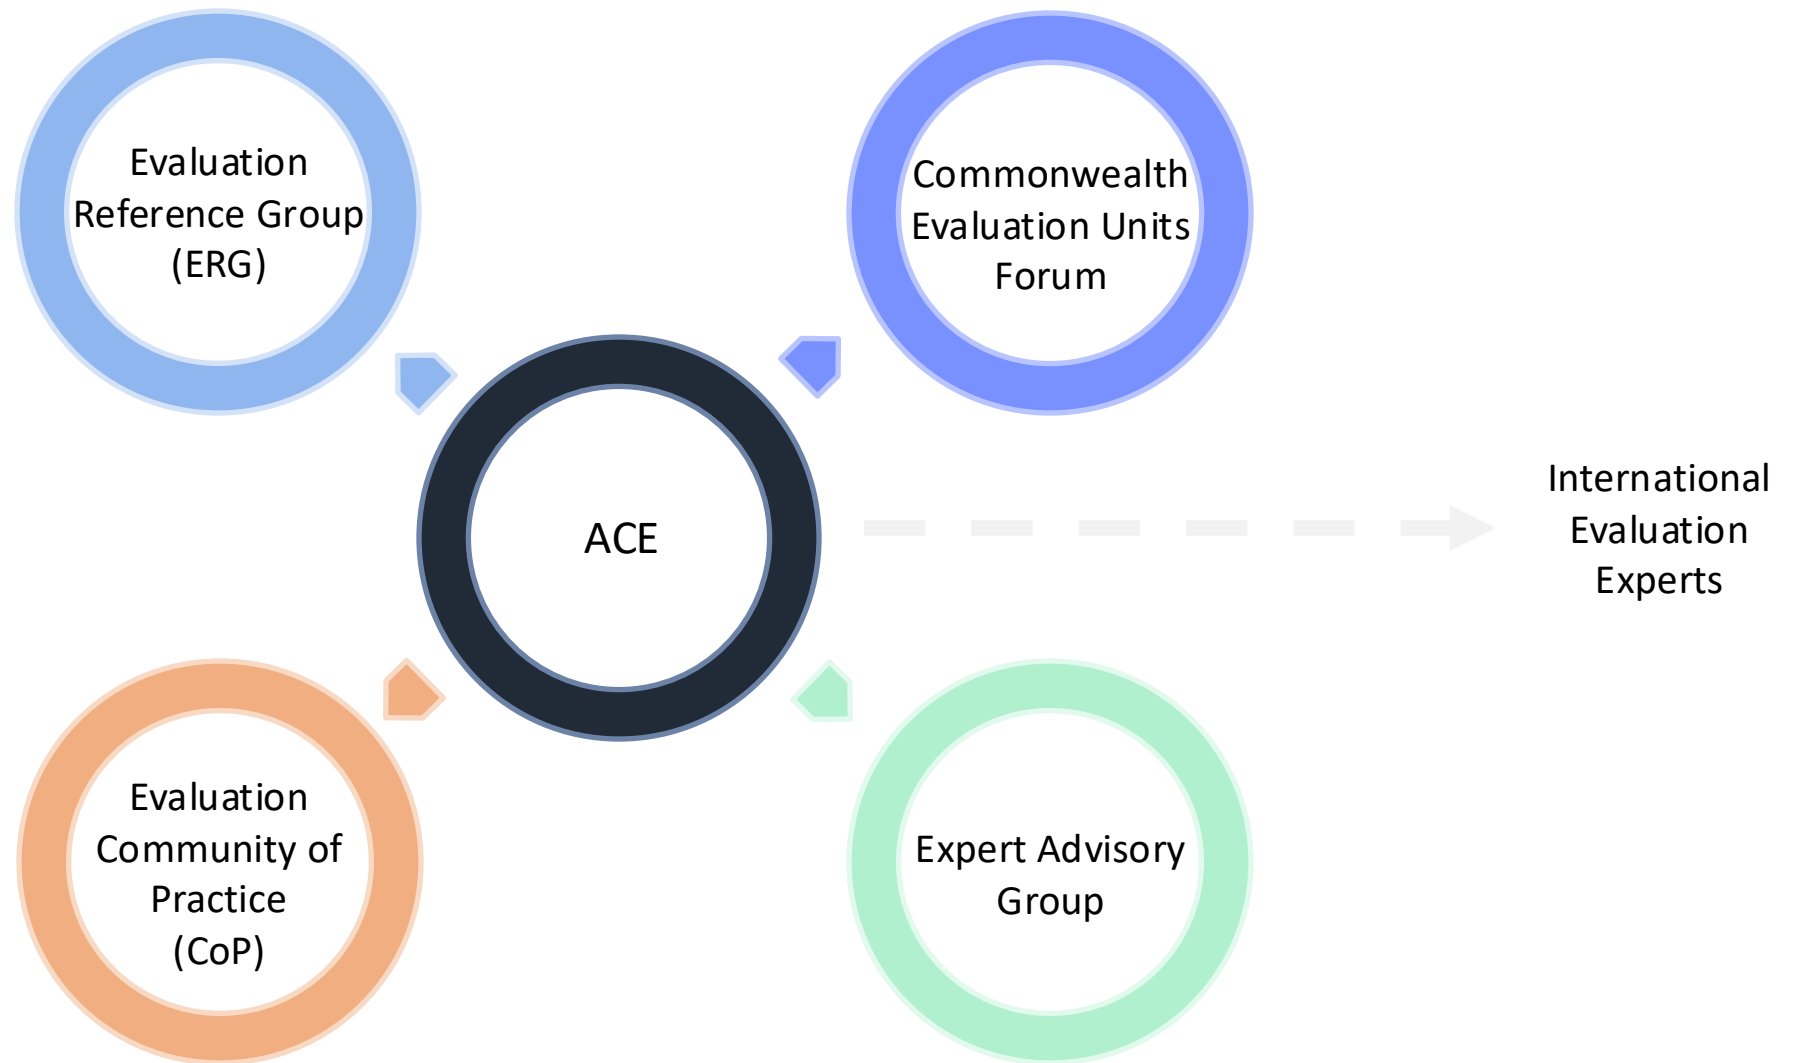 Evaluation
Reference Group
(ERG)
Commonwealth
Evaluation Units
Forum
ACE
International
Evaluation
Experts
Evaluation
Community of
Practice
(CoP)
Expert Advisory
Group